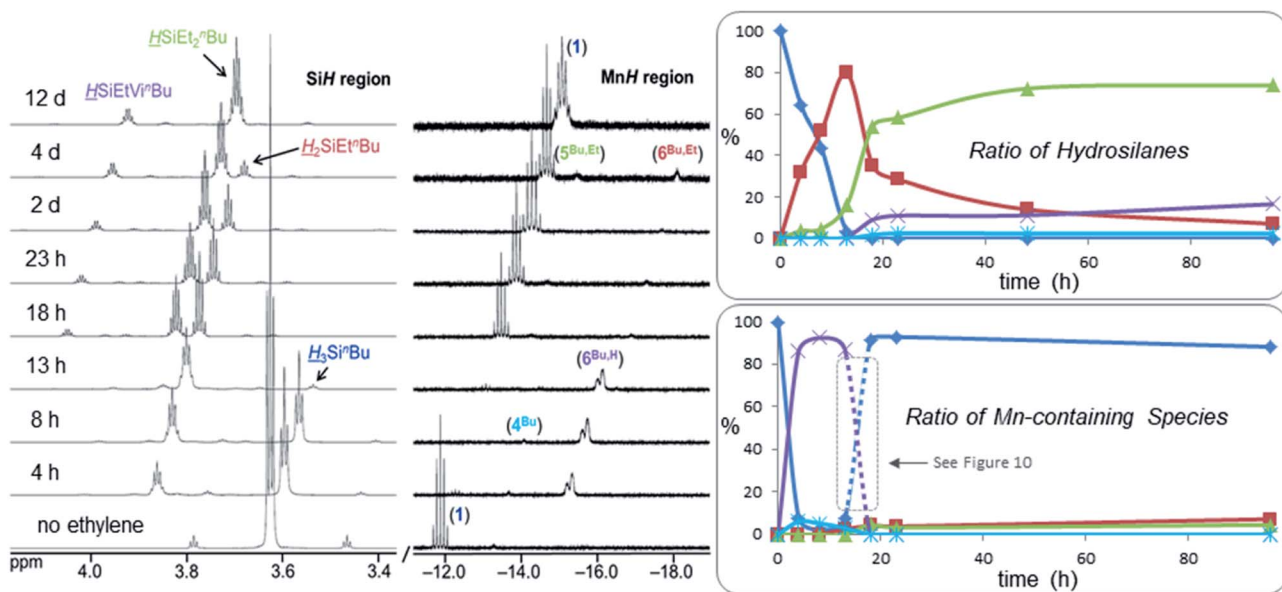 HSiEt₂ⁿBu
HSiEtViⁿBu
SiH region
(1)
MnH region
12 d
4 d
H₂SiEtⁿBu
(5ᴮᵘ,ᴱᵗ)
(6ᴮᵘ,ᴱᵗ)
2 d
23 h
18 h
13 h
H₃SiⁿBu
(6ᴮᵘ,ᴴ)
8 h
(4ᴮᵘ)
4 h
no ethylene
(1)
ppm
4.0
3.8
3.6
3.4
−12.0
−14.0
−16.0
−18.0
100
80
60
%
40
20
0
Ratio of Hydrosilanes
0
20
40
60
80
time (h)
100
80
60
%
40
20
0
Ratio of Mn-containing Species
See Figure 10
0
20
40
60
80
time (h)